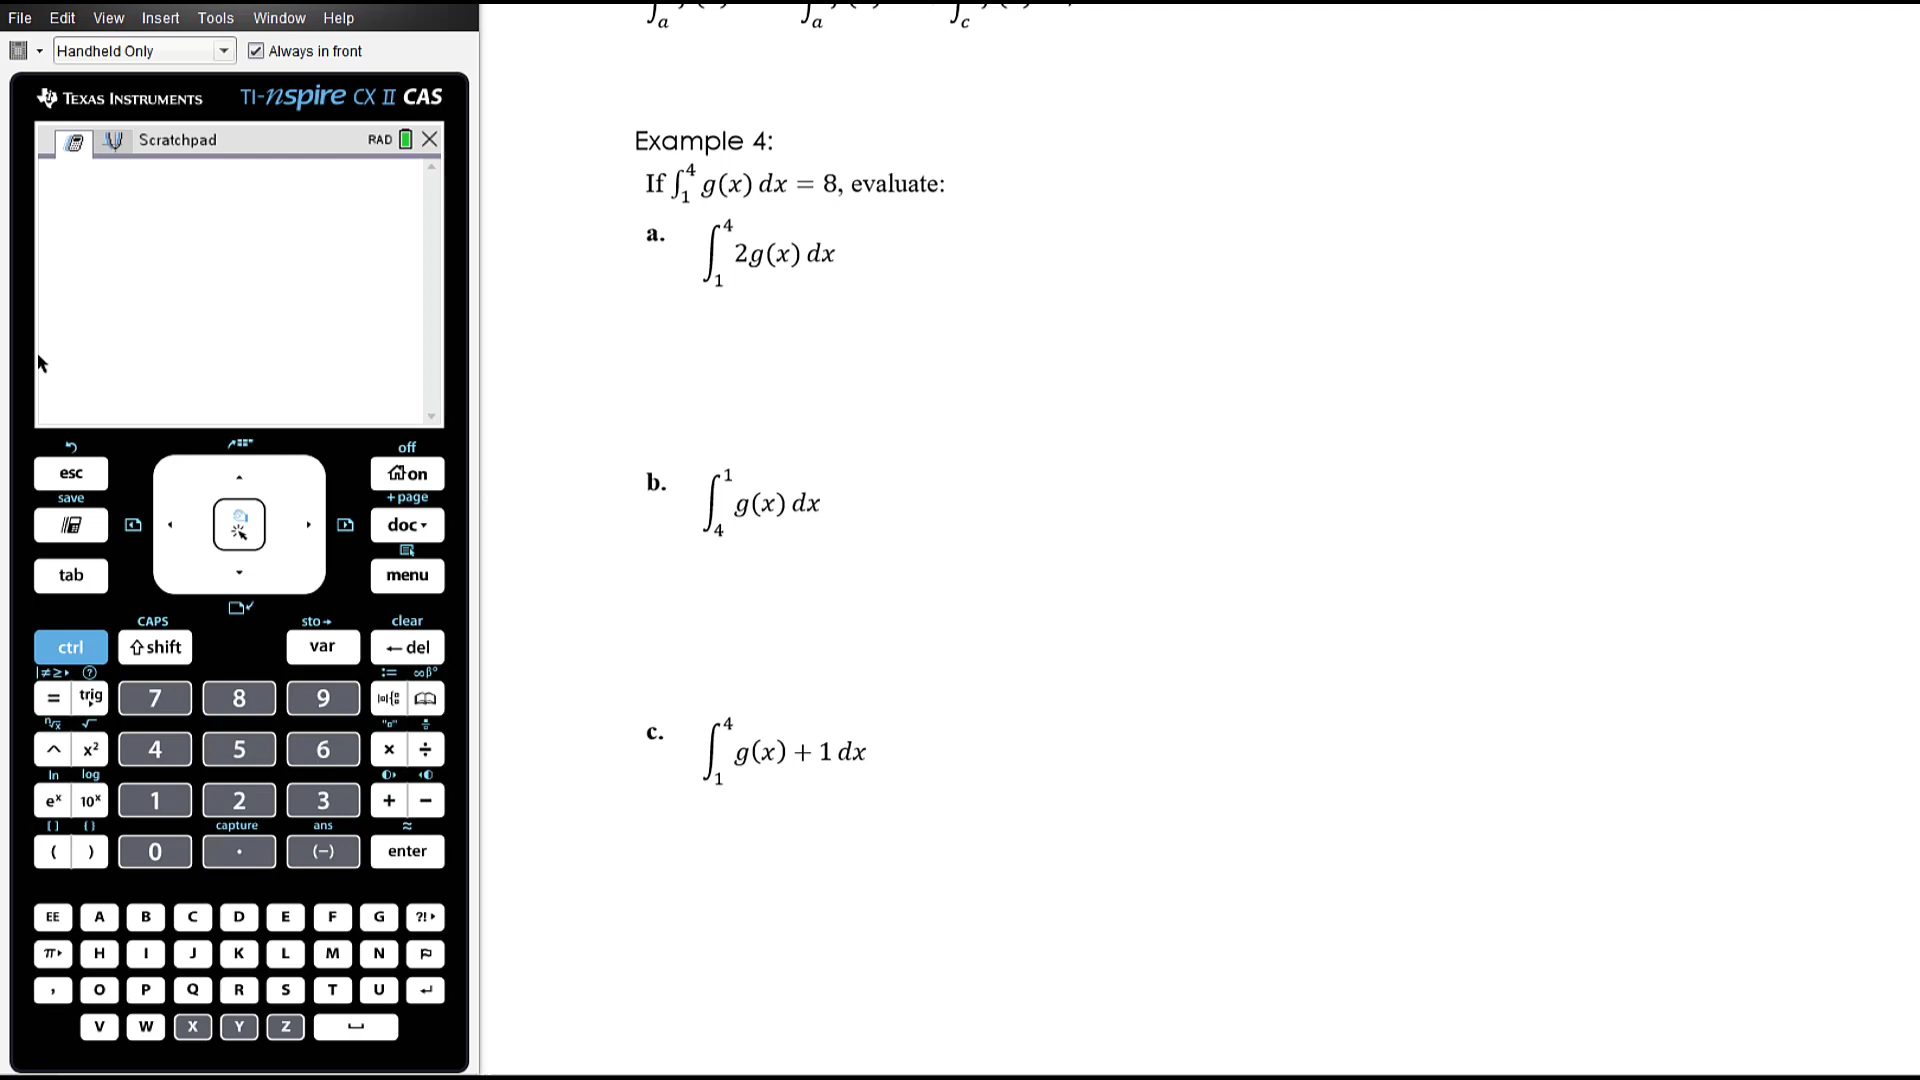 File Edit View Insert Tools Window Help
Handheld Only Always in front
TEXAS INSTRUMENTS TI-nspire CX II CAS
Scratchpad RAD
off
esc on
save +page
doc
tab menu
CAPS sto→ clear
ctrl ⇧shift var ←del
|≠≥▸ ? := ∞β°
= trig 7 8 9
ⁿ√x √ "□" ÷
^ x² 4 5 6 × ÷
ln log
eˣ 10ˣ 1 2 3 + −
[ ] { } capture ans ≈
( ) 0 . (−) enter
EE A B C D E F G ?!▸
π▸ H I J K L M N
, O P Q R S T U ↵
V W X Y Z
Example 4:
If ∫₁⁴ g(x) dx = 8, evaluate:
a. ∫₁⁴ 2g(x) dx
b. ∫₄¹ g(x) dx
c. ∫₁⁴ g(x) + 1 dx